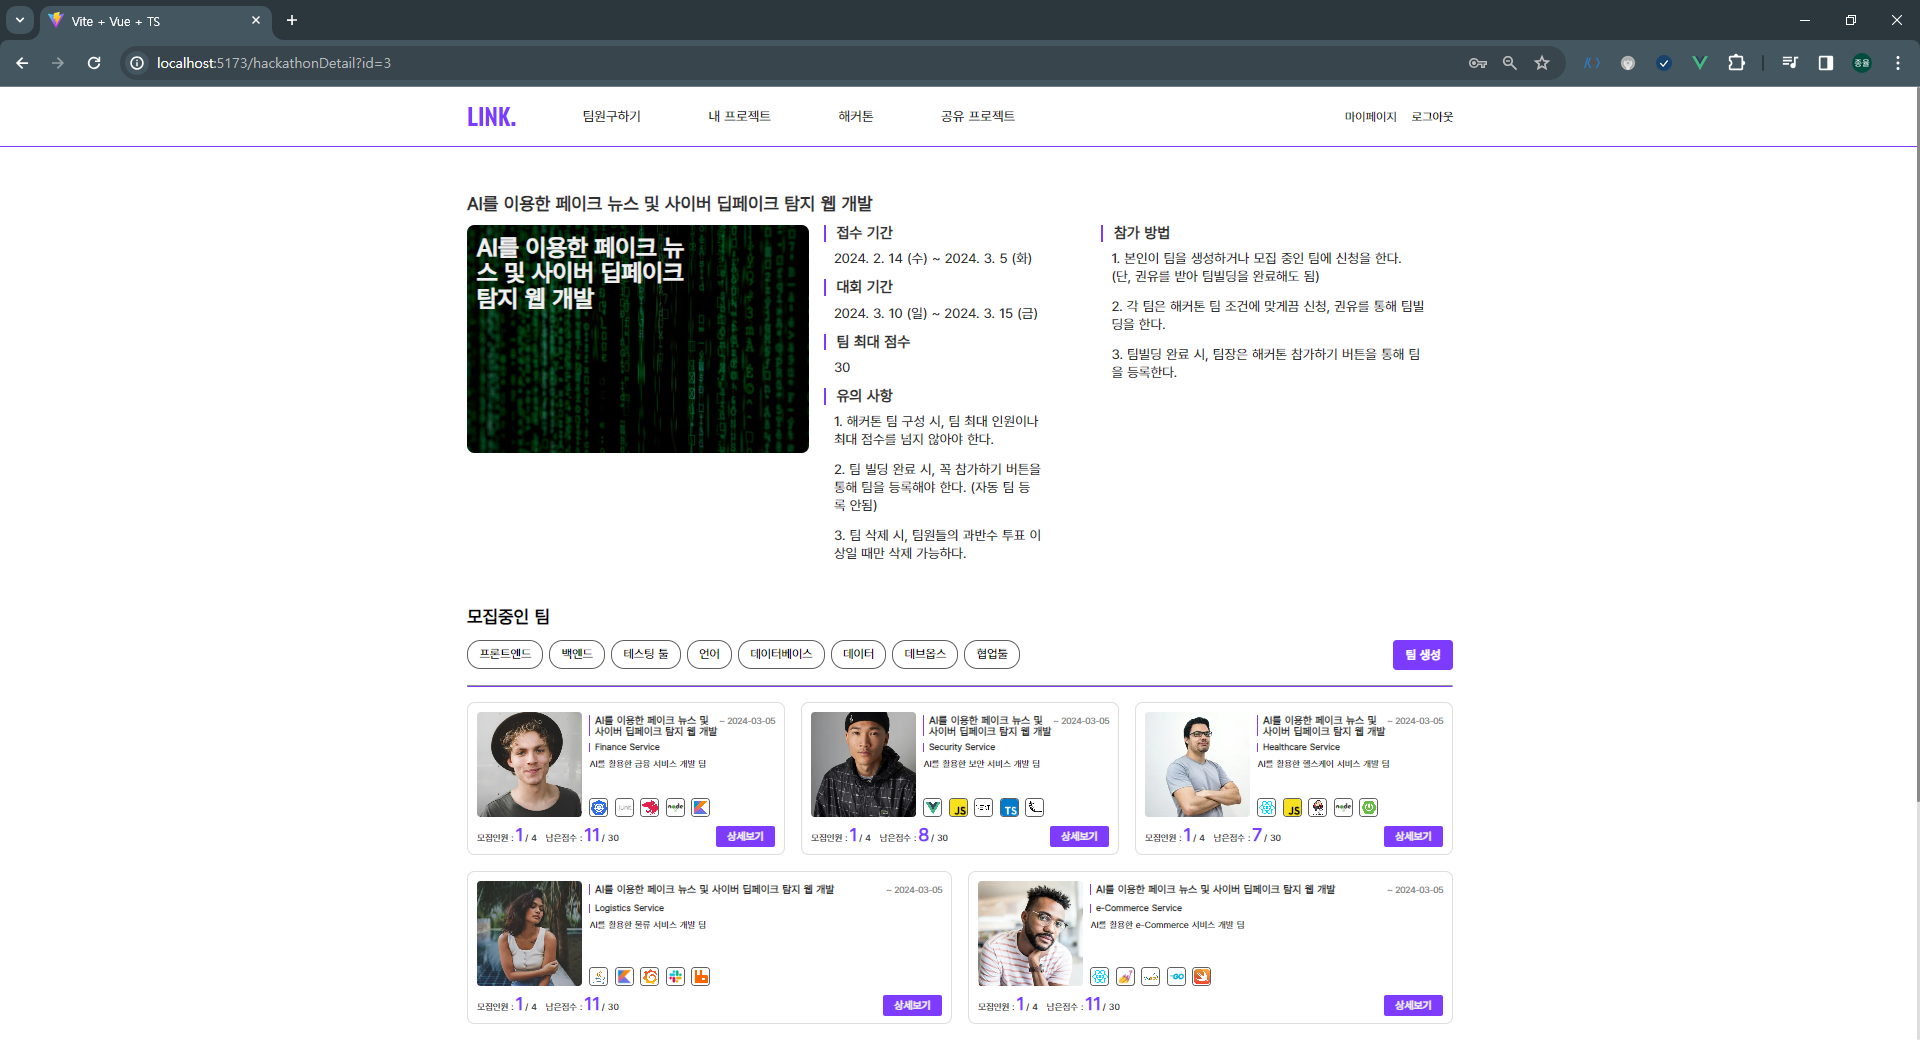 Vite + Vue + TS
localhost:5173/hackathonDetail?id=3
종율
LINK.
팀원구하기
내 프로젝트
해커톤
공유 프로젝트
마이페이지
로그아웃
AI를 이용한 페이크 뉴스 및 사이버 딥페이크 탐지 웹 개발
AI를 이용한 페이크 뉴
스 및 사이버 딥페이크
탐지 웹 개발
접수 기간
2024. 2. 14 (수) ~ 2024. 3. 5 (화)
대회 기간
2024. 3. 10 (일) ~ 2024. 3. 15 (금)
팀 최대 점수
30
유의 사항
1. 해커톤 팀 구성 시, 팀 최대 인원이나
최대 점수를 넘지 않아야 한다.
2. 팀 빌딩 완료 시, 꼭 참가하기 버튼을
통해 팀을 등록해야 한다. (자동 팀 등
록 안됨)
3. 팀 삭제 시, 팀원들의 과반수 투표 이
상일 때만 삭제 가능하다.
참가 방법
1. 본인이 팀을 생성하거나 모집 중인 팀에 신청을 한다.
(단, 권유를 받아 팀빌딩을 완료해도 됨)
2. 각 팀은 해커톤 팀 조건에 맞게끔 신청, 권유를 통해 팀빌
딩을 한다.
3. 팀빌딩 완료 시, 팀장은 해커톤 참가하기 버튼을 통해 팀
을 등록한다.
모집중인 팀
프론트엔드
백엔드
테스팅 툴
언어
데이터베이스
데이터
데브옵스
협업툴
팀 생성
AI를 이용한 페이크 뉴스 및
사이버 딥페이크 탐지 웹 개발
~ 2024-03-05
Finance Service
AI를 활용한 금융 서비스 개발 팀
node
모집인원 : 1 / 4 남은점수 : 11 / 30
상세보기
AI를 이용한 페이크 뉴스 및
사이버 딥페이크 탐지 웹 개발
~ 2024-03-05
Security Service
AI를 활용한 보안 서비스 개발 팀
JS
TS
모집인원 : 1 / 4 남은점수 : 8 / 30
상세보기
AI를 이용한 페이크 뉴스 및
사이버 딥페이크 탐지 웹 개발
~ 2024-03-05
Healthcare Service
AI를 활용한 헬스케어 서비스 개발 팀
JS
node
모집인원 : 1 / 4 남은점수 : 7 / 30
상세보기
AI를 이용한 페이크 뉴스 및 사이버 딥페이크 탐지 웹 개발
~ 2024-03-05
Logistics Service
AI를 활용한 물류 서비스 개발 팀
모집인원 : 1 / 4 남은점수 : 11 / 30
상세보기
AI를 이용한 페이크 뉴스 및 사이버 딥페이크 탐지 웹 개발
~ 2024-03-05
e-Commerce Service
AI를 활용한 e-Commerce 서비스 개발 팀
GO
모집인원 : 1 / 4 남은점수 : 11 / 30
상세보기